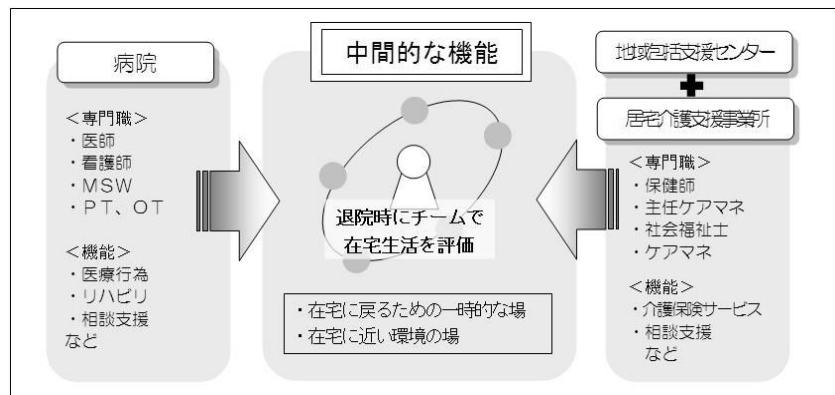 病院
<専門職>
・医師
・看護師
・MSW
・PT、OT
<機能>
・医療行為
・リハビリ
・相談支援
など
中間的な機能
退院時にチームで
在宅生活を評価
・在宅に戻るための一時的な場
・在宅に近い環境の場
地域包括支援センター
居宅介護支援事業所
<専門職>
・保健師
・主任ケアマネ
・社会福祉士
・ケアマネ
<機能>
・介護保険サービス
・相談支援
など